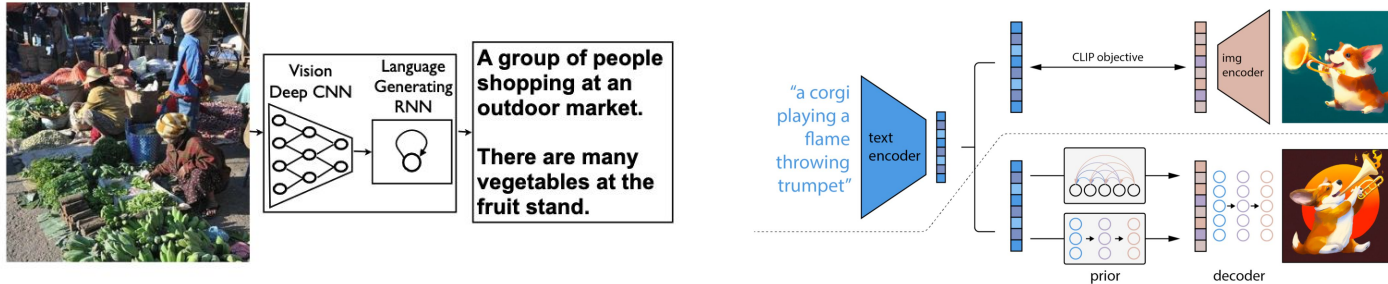 Vision
Deep CNN
Language
Generating
RNN
A group of people
shopping at an
outdoor market.
There are many
vegetables at the
fruit stand.
“a corgi
playing a
flame
throwing
trumpet”
text
encoder
CLIP objective
img
encoder
prior
decoder